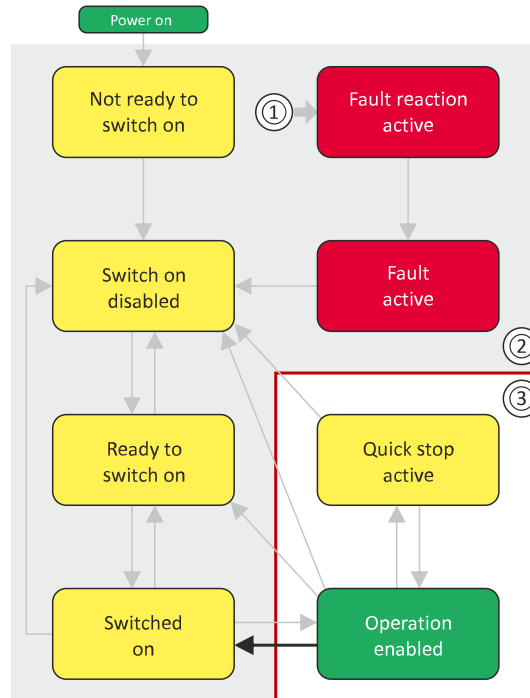 Power on
Not ready to
switch on
①
Fault reaction
active
Switch on
disabled
Fault
active
②
③
Ready to
switch on
Quick stop
active
Switched
on
Operation
enabled